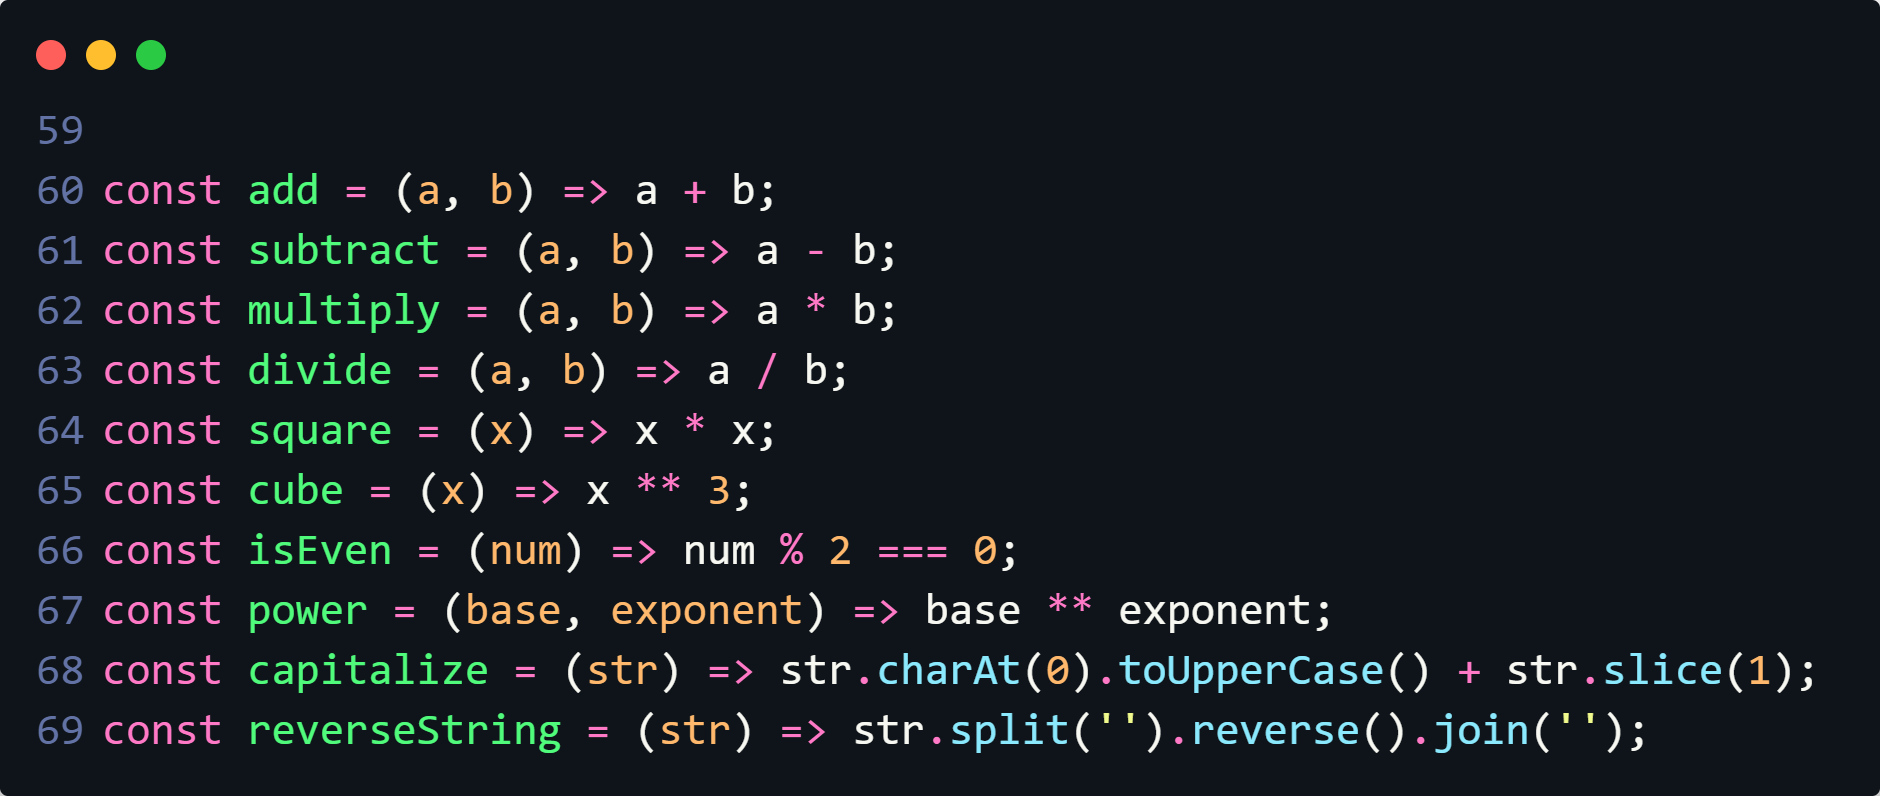 59
60 const add = (a, b) => a + b;
61 const subtract = (a, b) => a - b;
62 const multiply = (a, b) => a * b;
63 const divide = (a, b) => a / b;
64 const square = (x) => x * x;
65 const cube = (x) => x ** 3;
66 const isEven = (num) => num % 2 === 0;
67 const power = (base, exponent) => base ** exponent;
68 const capitalize = (str) => str.charAt(0).toUpperCase() + str.slice(1);
69 const reverseString = (str) => str.split('').reverse().join('');